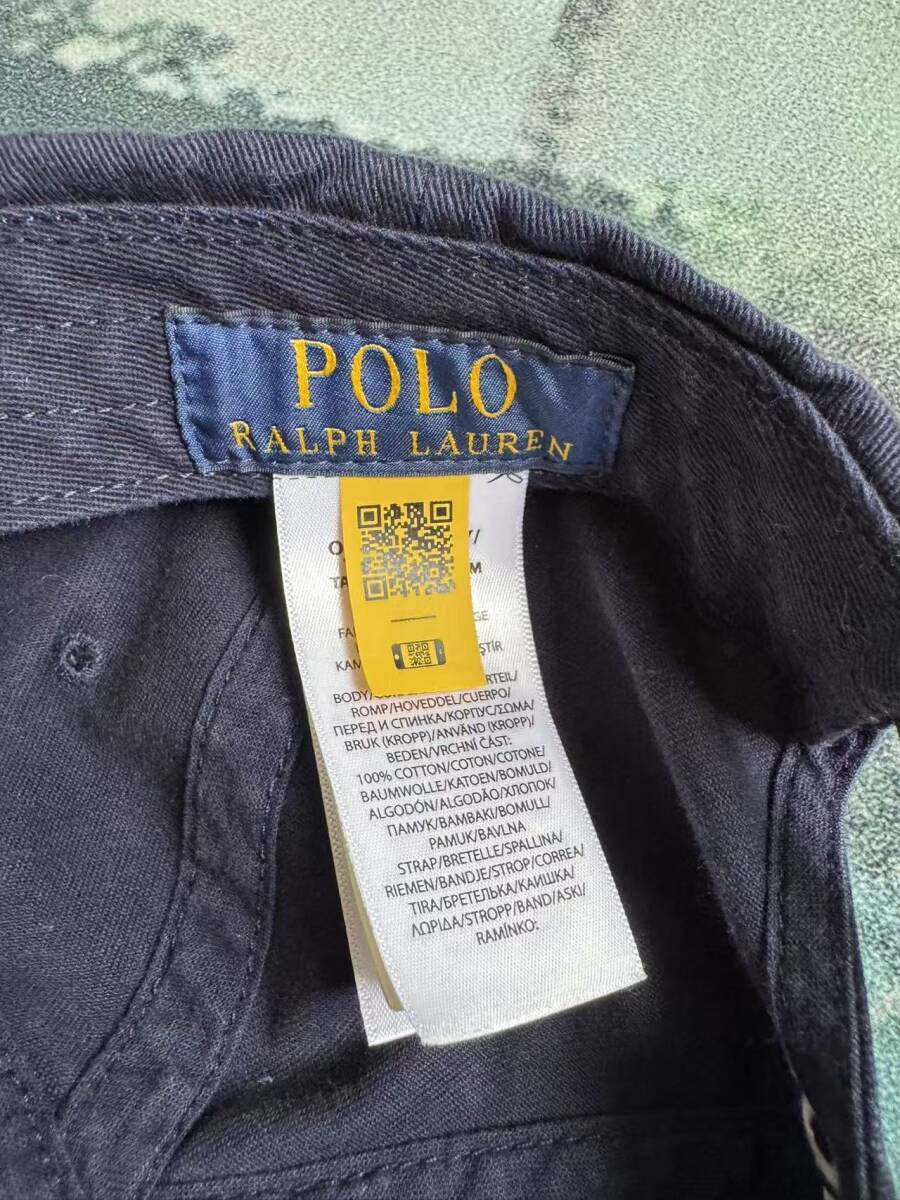 POLO
RALPH LAUREN
BODY/
ROMP/HOVEDDEL/CUERPO/
ПЕРЕД И СПИНКА/КОРПУС/ΣΩΜΑ/
BRUK (KROPP)/ANVÄND (KROPP)/
BEDEN/VRCHNÍ ČÁST:
100% COTTON/COTON/COTONE/
BAUMWOLLE/KATOEN/BOMULD/
ALGODÓN/ALGODÃO/ХЛОПОК/
ПАМУК/ΒΑΜΒΑΚΙ/BOMULL/
PAMUK/BAVLNA
STRAP/BRETELLE/SPALLINA/
RIEMEN/BANDJE/STROP/CORREA/
TIRA/БРЕТЕЛЬКА/КАИШКА/
ΛΩΡΙΔΑ/STROPP/BAND/ASKI/
RAMÍNKO: